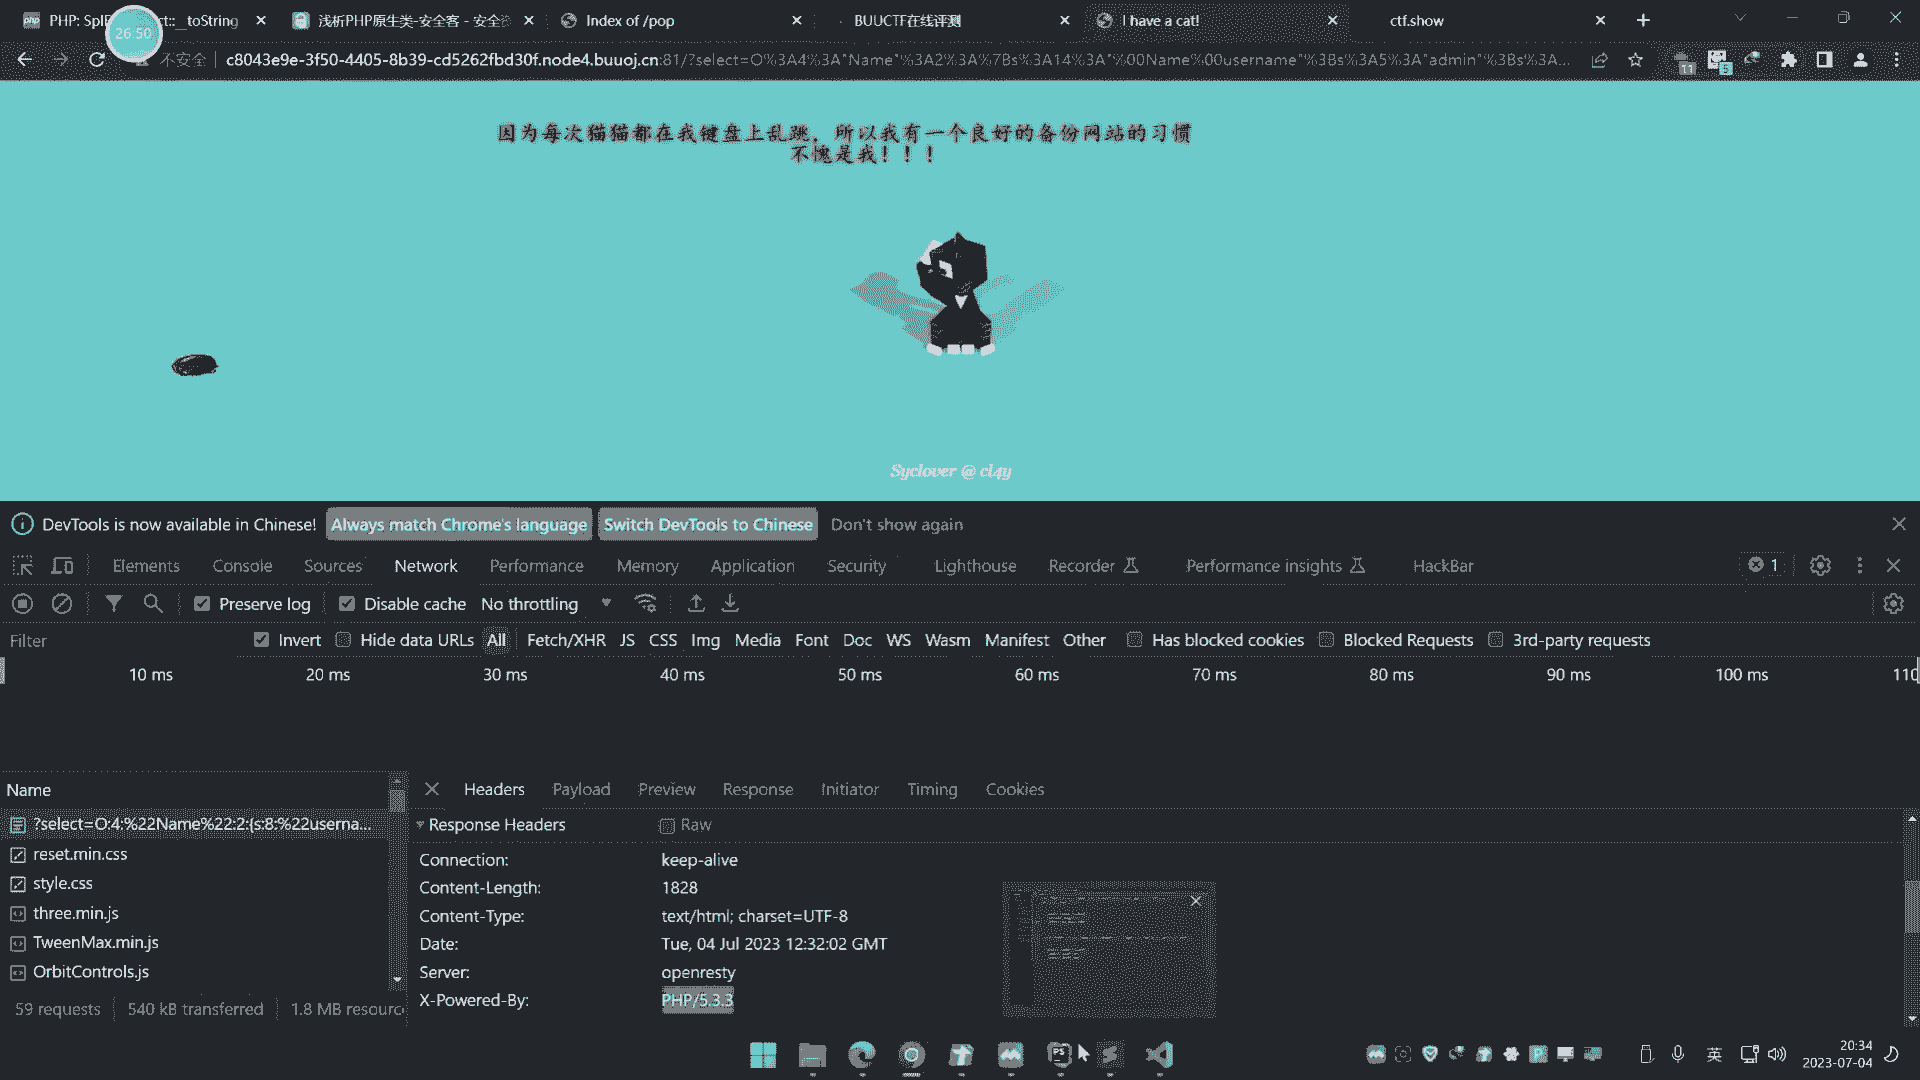 PHP: SplE ct::__toString
浅析PHP原生类-安全客 - 安全
Index of /pop
BUUCTF在线评测
I have a cat!
ctf.show
26:50
不安全
c8043e9e-3f50-4405-8b39-cd5262fbd30f.node4.buuoj.cn:81/?select=O%3A4%3A"Name"%3A2%3A%7Bs%3A14%3A"%00Name%00username"%3Bs%3A5%3A"admin"%3Bs%3A...
11
5
因为每次猫猫都在我键盘上乱跳，所以我有一个良好的备份网站的习惯
不愧是我！！！
Syclover @ cl4y
DevTools is now available in Chinese! Always match Chrome's language Switch DevTools to Chinese Don't show again
Elements Console Sources Network Performance Memory Application Security Lighthouse Recorder Performance insights HackBar 1
Preserve log Disable cache No throttling
Filter Invert Hide data URLs All Fetch/XHR JS CSS Img Media Font Doc WS Wasm Manifest Other Has blocked cookies Blocked Requests 3rd-party requests
10 ms 20 ms 30 ms 40 ms 50 ms 60 ms 70 ms 80 ms 90 ms 100 ms 110
Name
?select=O:4:%22Name%22:2:{s:8:%22userna...
reset.min.css
style.css
three.min.js
TweenMax.min.js
OrbitControls.js
59 requests 540 kB transferred 1.8 MB resourc
Headers Payload Preview Response Initiator Timing Cookies
Response Headers Raw
Connection: keep-alive
Content-Length: 1828
Content-Type: text/html; charset=UTF-8
Date: Tue, 04 Jul 2023 12:32:02 GMT
Server: openresty
X-Powered-By: PHP/5.3.3
英
20:34
2023-07-04